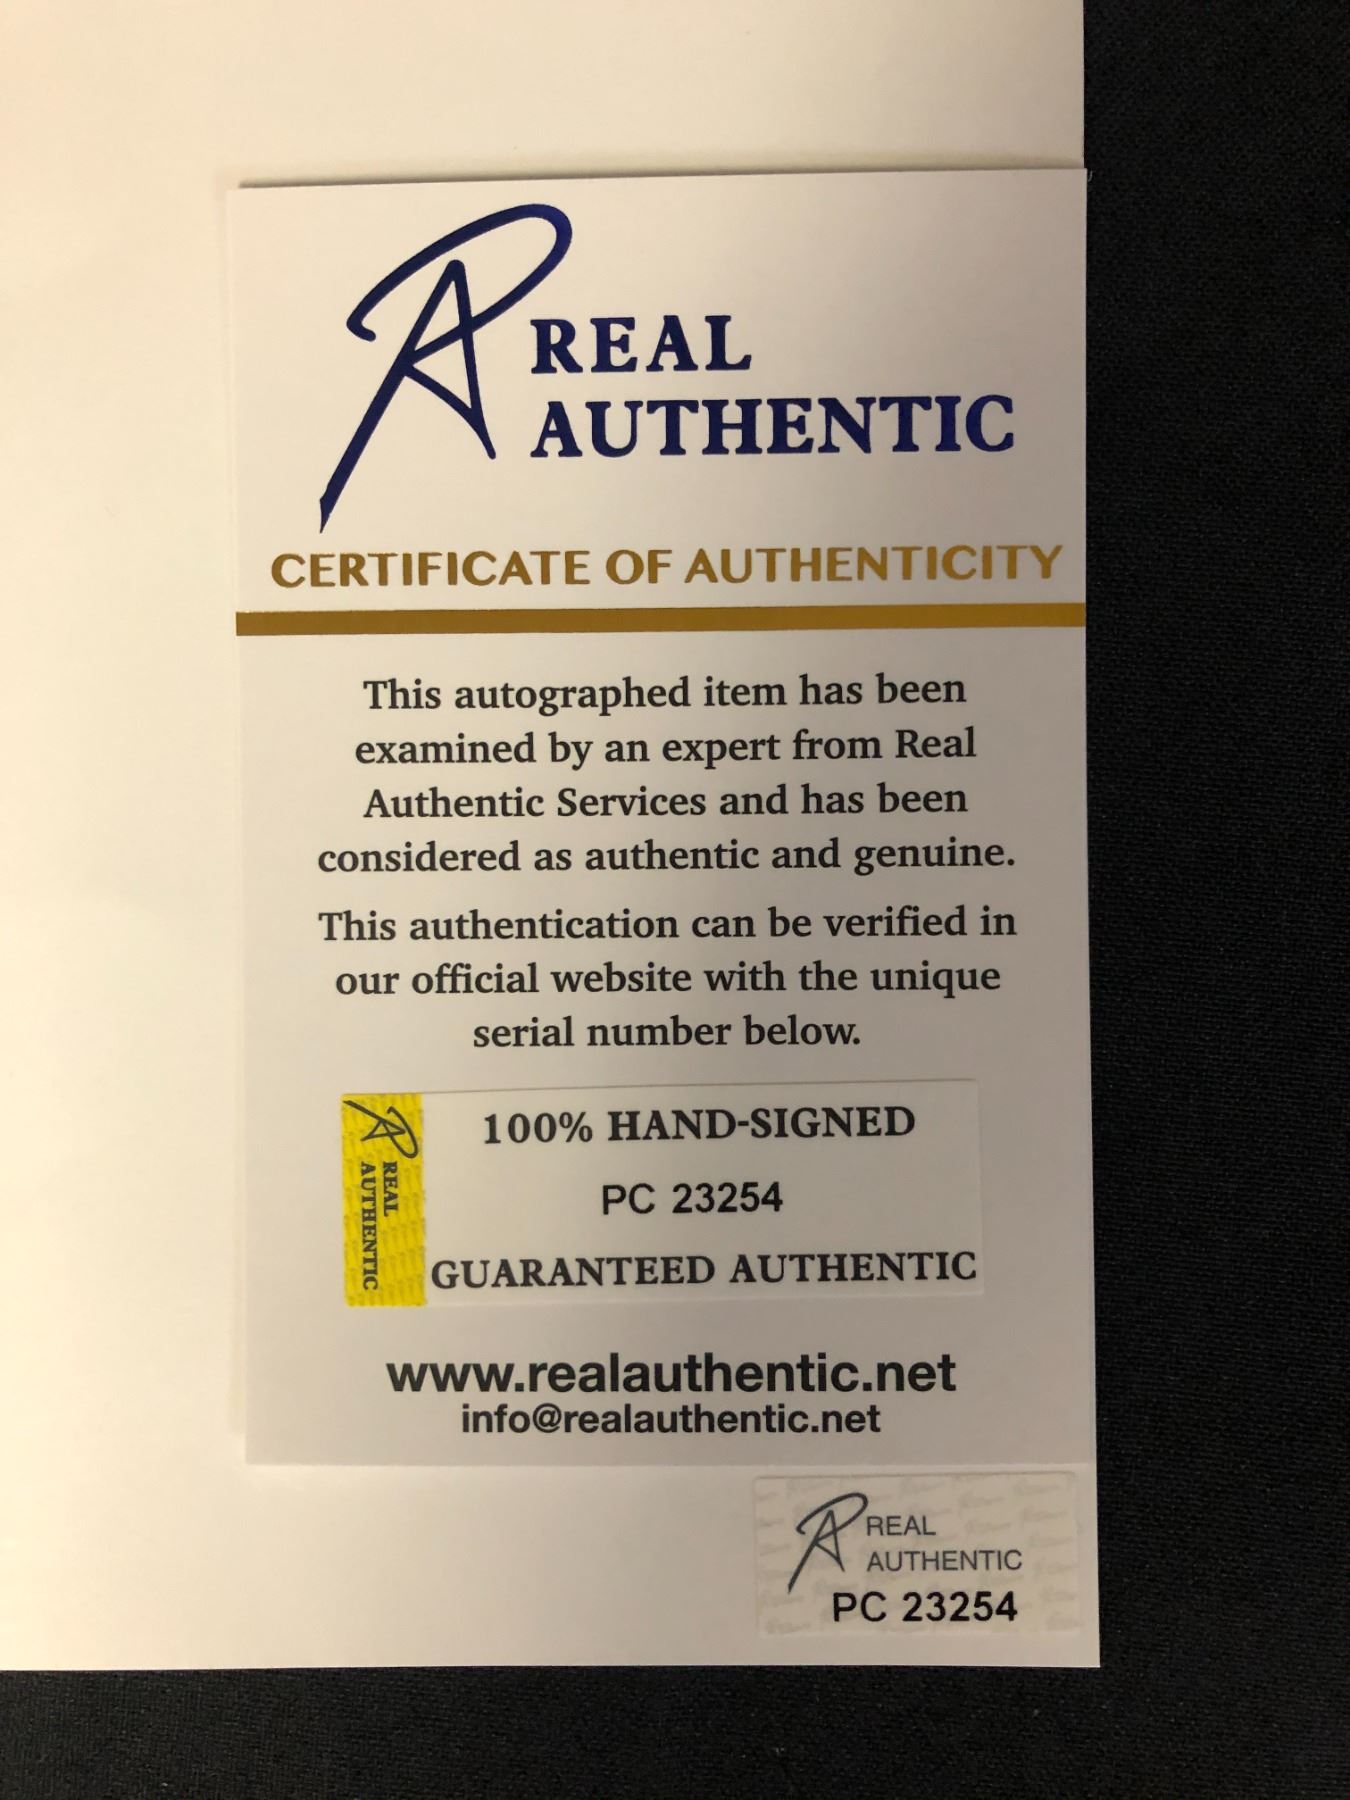 REAL
AUTHENTIC
CERTIFICATE OF AUTHENTICITY
This autographed item has been
examined by an expert from Real
Authentic Services and has been
considered as authentic and genuine.
This authentication can be verified in
our official website with the unique
serial number below.
REAL
AUTHENTIC
100% HAND-SIGNED
PC 23254
GUARANTEED AUTHENTIC
www.realauthentic.net
info@realauthentic.net
REAL
AUTHENTIC
PC 23254